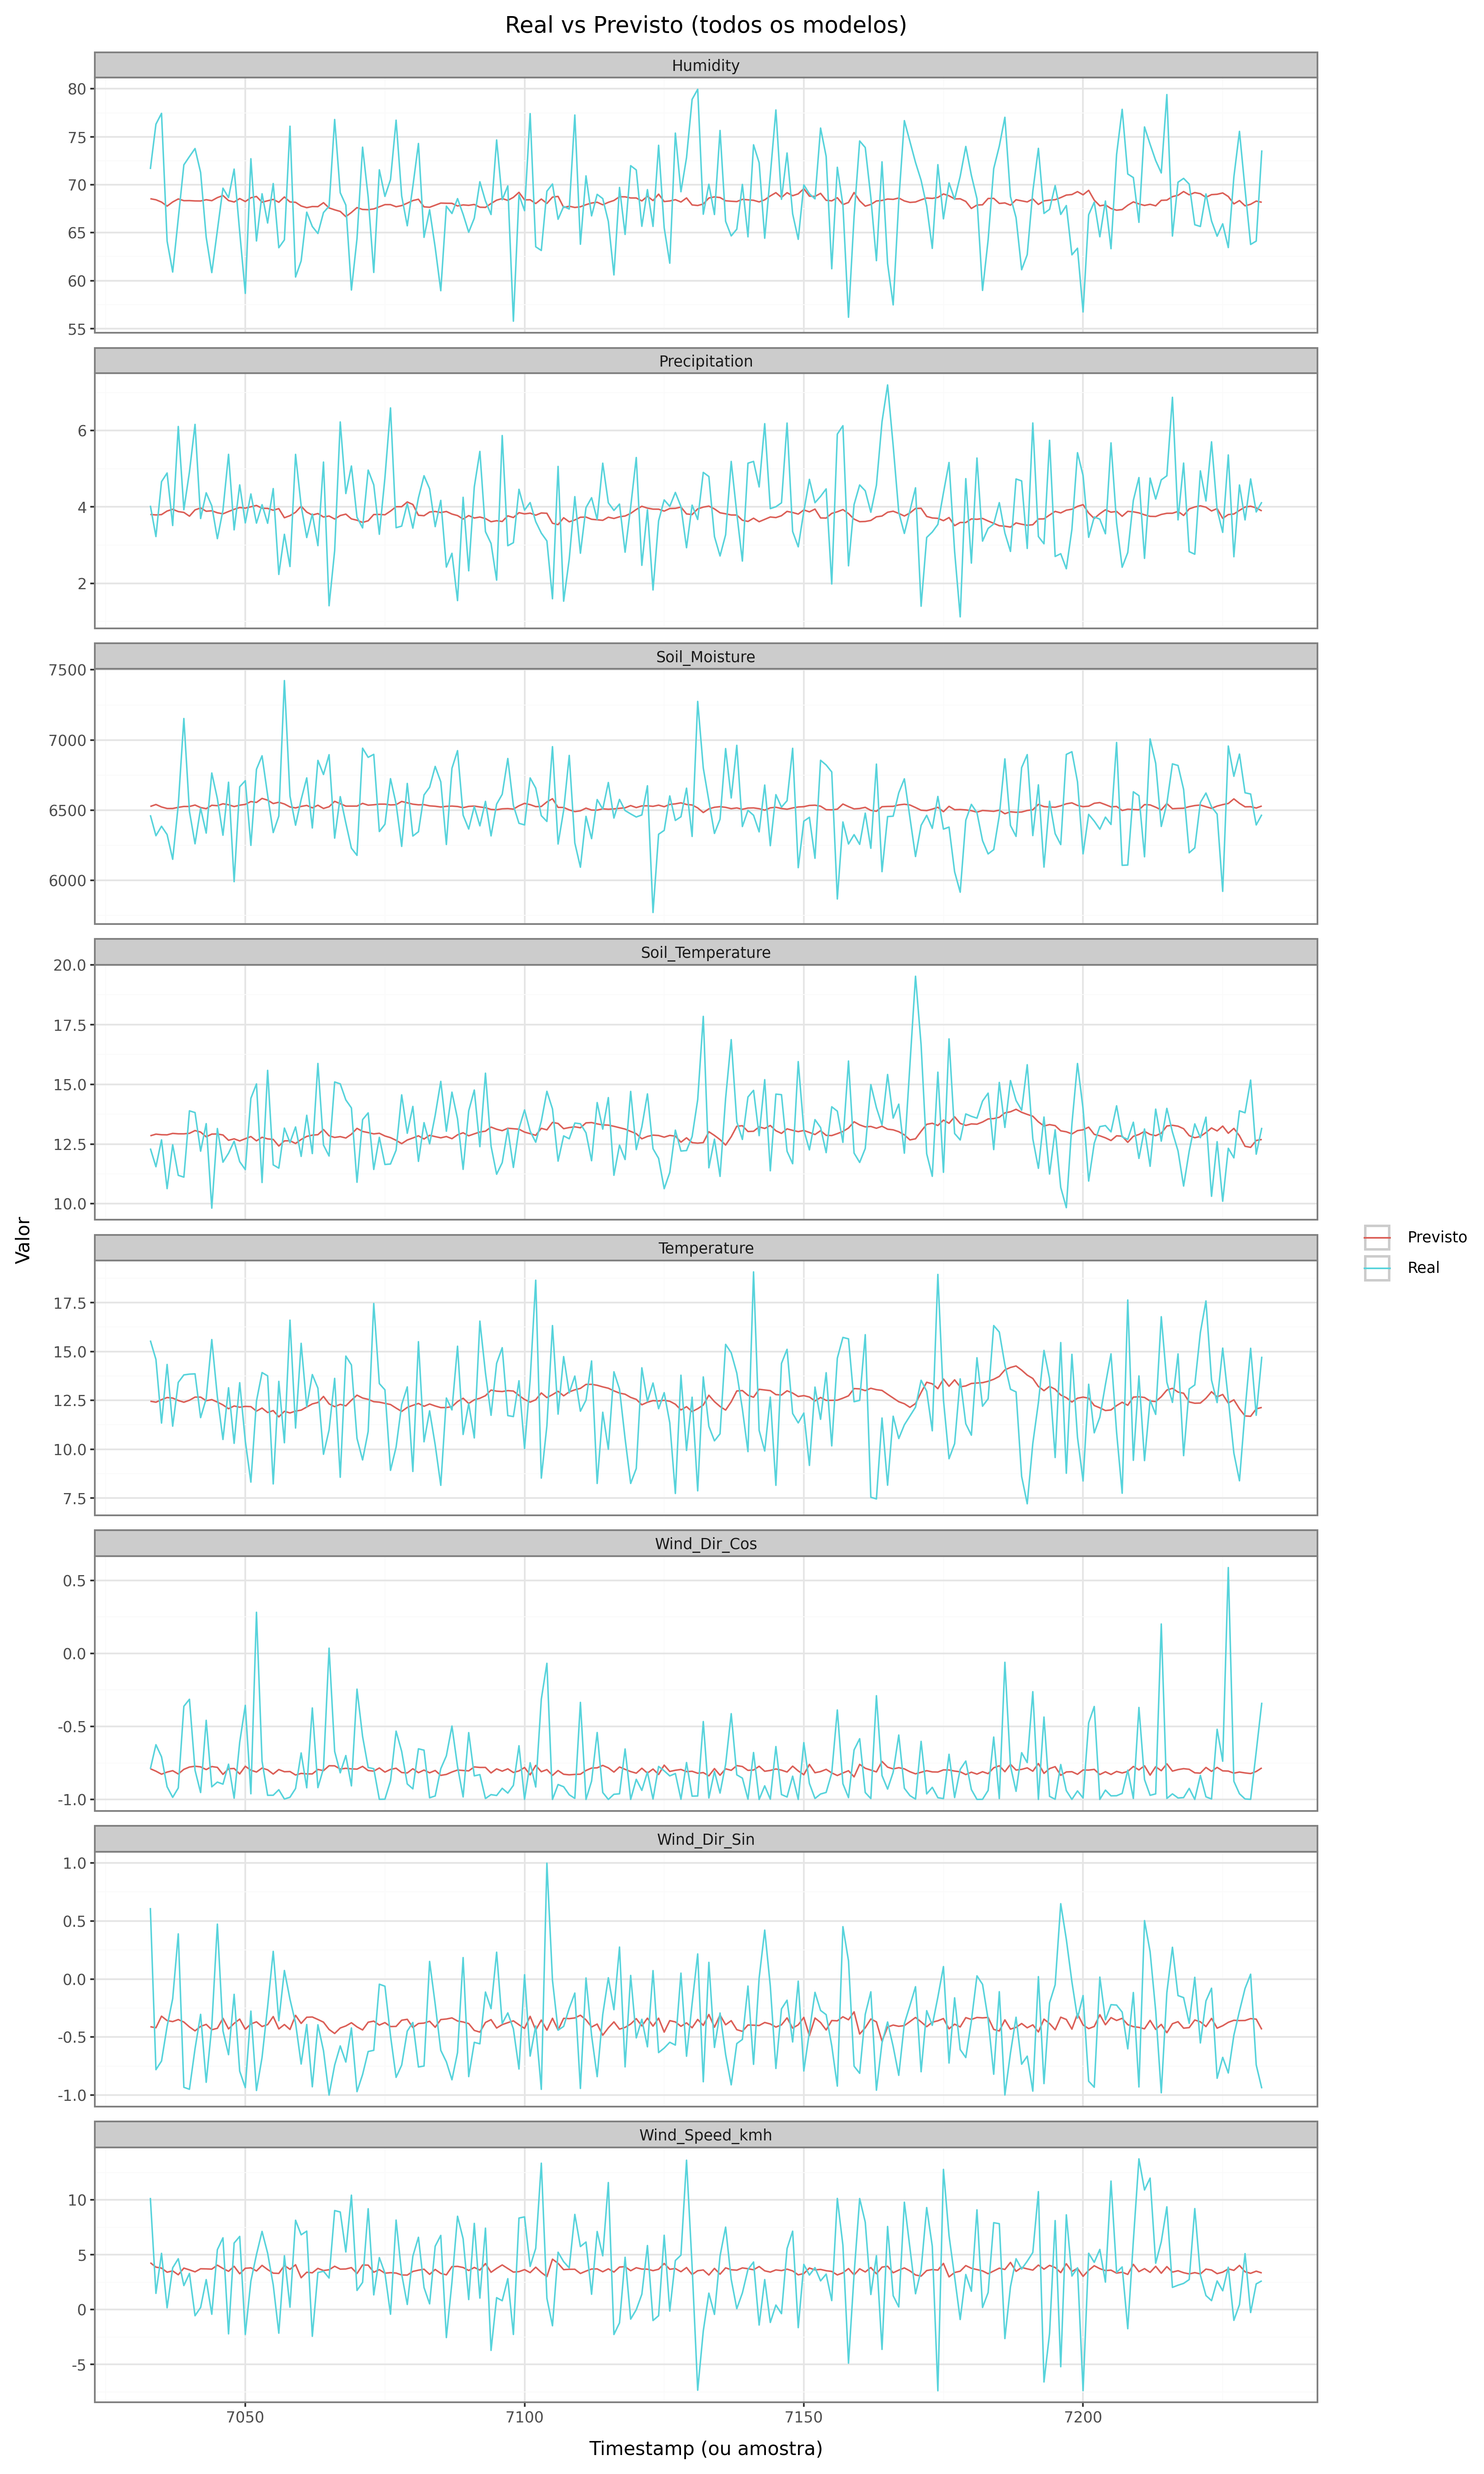 Real vs Previsto (todos os modelos)
Humidity
80
75
70
65
60
55
Precipitation
6
4
2
Soil_Moisture
7500
7000
6500
6000
Soil_Temperature
20.0
17.5
15.0
12.5
10.0
Valor
Previsto
Real
Temperature
17.5
15.0
12.5
10.0
7.5
Wind_Dir_Cos
0.5
0.0
-0.5
-1.0
Wind_Dir_Sin
1.0
0.5
0.0
-0.5
-1.0
Wind_Speed_kmh
10
5
0
-5
7050 7100 7150 7200
Timestamp (ou amostra)